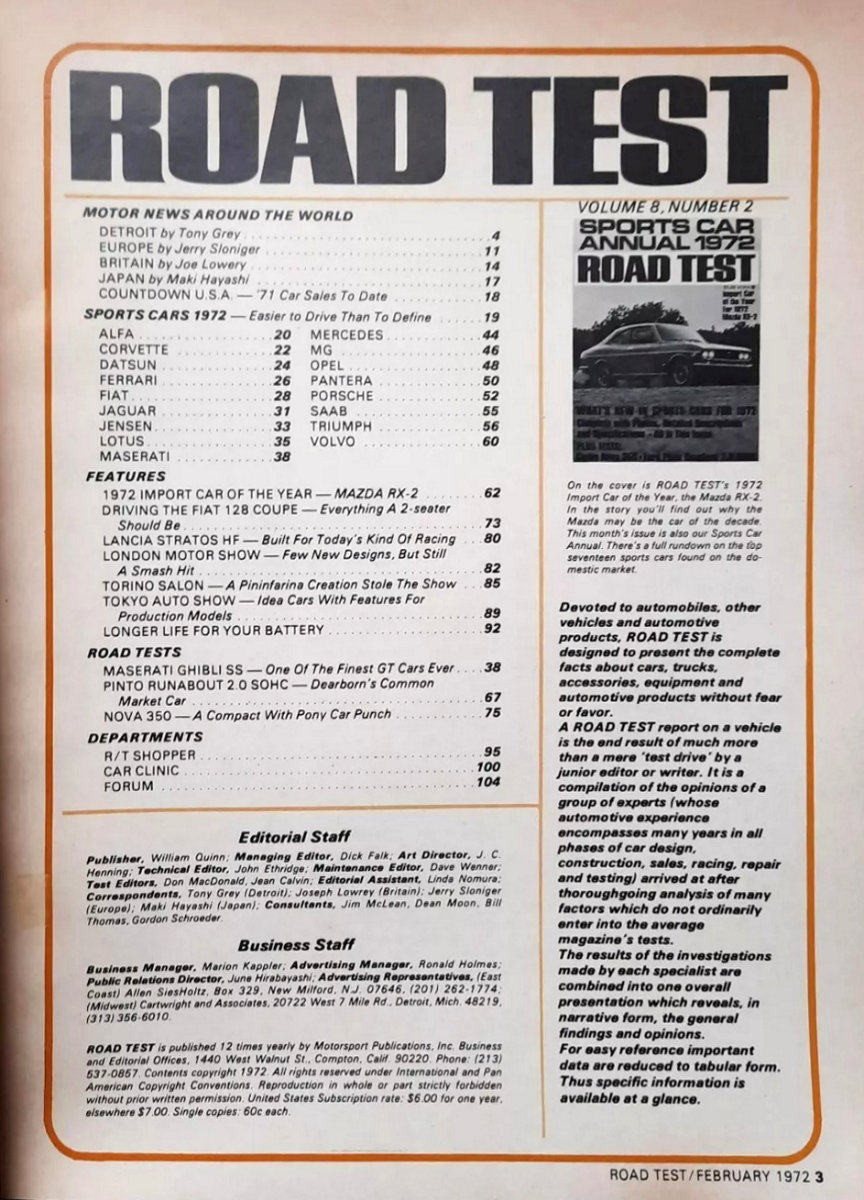 ROAD TEST
MOTOR NEWS AROUND THE WORLD
DETROIT by Tony Grey 4
EUROPE by Jerry Sloniger 11
BRITAIN by Joe Lowery 14
JAPAN by Maki Hayashi 17
COUNTDOWN U.S.A. — '71 Car Sales To Date 18
SPORTS CARS 1972 — Easier to Drive Than To Define 19
ALFA 20
CORVETTE 22
DATSUN 24
FERRARI 26
FIAT 28
JAGUAR 31
JENSEN 33
LOTUS 35
MASERATI 38
MERCEDES 44
MG 46
OPEL 48
PANTERA 50
PORSCHE 52
SAAB 55
TRIUMPH 56
VOLVO 60
FEATURES
1972 IMPORT CAR OF THE YEAR — MAZDA RX-2 62
DRIVING THE FIAT 128 COUPE — Everything A 2-seater
Should Be 73
LANCIA STRATOS HF — Built For Today's Kind Of Racing 80
LONDON MOTOR SHOW — Few New Designs, But Still
A Smash Hit 82
TORINO SALON — A Pininfarina Creation Stole The Show 85
TOKYO AUTO SHOW — Idea Cars With Features For
Production Models 89
LONGER LIFE FOR YOUR BATTERY 92
ROAD TESTS
MASERATI GHIBLI SS — One Of The Finest GT Cars Ever 38
PINTO RUNABOUT 2.0 SOHC — Dearborn's Common
Market Car 67
NOVA 350 — A Compact With Pony Car Punch 75
DEPARTMENTS
R/T SHOPPER 95
CAR CLINIC 100
FORUM 104
Editorial Staff
Publisher, William Quinn; Managing Editor, Dick Falk; Art Director, J. C.
Henning; Technical Editor, John Ethridge; Maintenance Editor, Dave Wenner;
Test Editors, Don MacDonald, Jean Calvin; Editorial Assistant, Linda Nomura;
Correspondents, Tony Grey (Detroit); Joseph Lowrey (Britain); Jerry Sloniger
(Europe); Maki Hayashi (Japan); Consultants, Jim McLean, Dean Moon, Bill
Thomas, Gordon Schroeder.
Business Staff
Business Manager, Marion Kappler; Advertising Manager, Ronald Holmes;
Public Relations Director, June Hirabayashi; Advertising Representatives, (East
Coast) Allen SiesHoltz, Box 329, New Milford, N.J. 07646, (201) 262-1774;
(Midwest) Cartwright and Associates, 20722 West 7 Mile Rd., Detroit, Mich. 48219,
(313) 356-6010.
ROAD TEST is published 12 times yearly by Motorsport Publications, Inc. Business
and Editorial Offices, 1440 West Walnut St., Compton, Calif. 90220. Phone: (213)
537-0857. Contents copyright 1972. All rights reserved under International and Pan
American Copyright Conventions. Reproduction in whole or part strictly forbidden
without prior written permission. United States Subscription rate: $6.00 for one year,
elsewhere $7.00. Single copies: 60c each.
VOLUME 8, NUMBER 2
SPORTS CAR
ANNUAL 1972
ROAD TEST
Import Car
of the Year
For 1972
Mazda RX-2
WHAT'S NEW IN SPORTS CARS FOR 1972
On the cover is ROAD TEST's 1972
Import Car of the Year, the Mazda RX-2.
In the story you'll find out why the
Mazda may be the car of the decade.
This month's issue is also our Sports Car
Annual. There's a full rundown on the top
seventeen sports cars found on the do-
mestic market.
Devoted to automobiles, other
vehicles and automotive
products, ROAD TEST is
designed to present the complete
facts about cars, trucks,
accessories, equipment and
automotive products without fear
or favor.
A ROAD TEST report on a vehicle
is the end result of much more
than a mere 'test drive' by a
junior editor or writer. It is a
compilation of the opinions of a
group of experts (whose
automotive experience
encompasses many years in all
phases of car design,
construction, sales, racing, repair
and testing) arrived at after
thoroughgoing analysis of many
factors which do not ordinarily
enter into the average
magazine's tests.
The results of the investigations
made by each specialist are
combined into one overall
presentation which reveals, in
narrative form, the general
findings and opinions.
For easy reference important
data are reduced to tabular form.
Thus specific information is
available at a glance.
ROAD TEST/FEBRUARY 1972 3